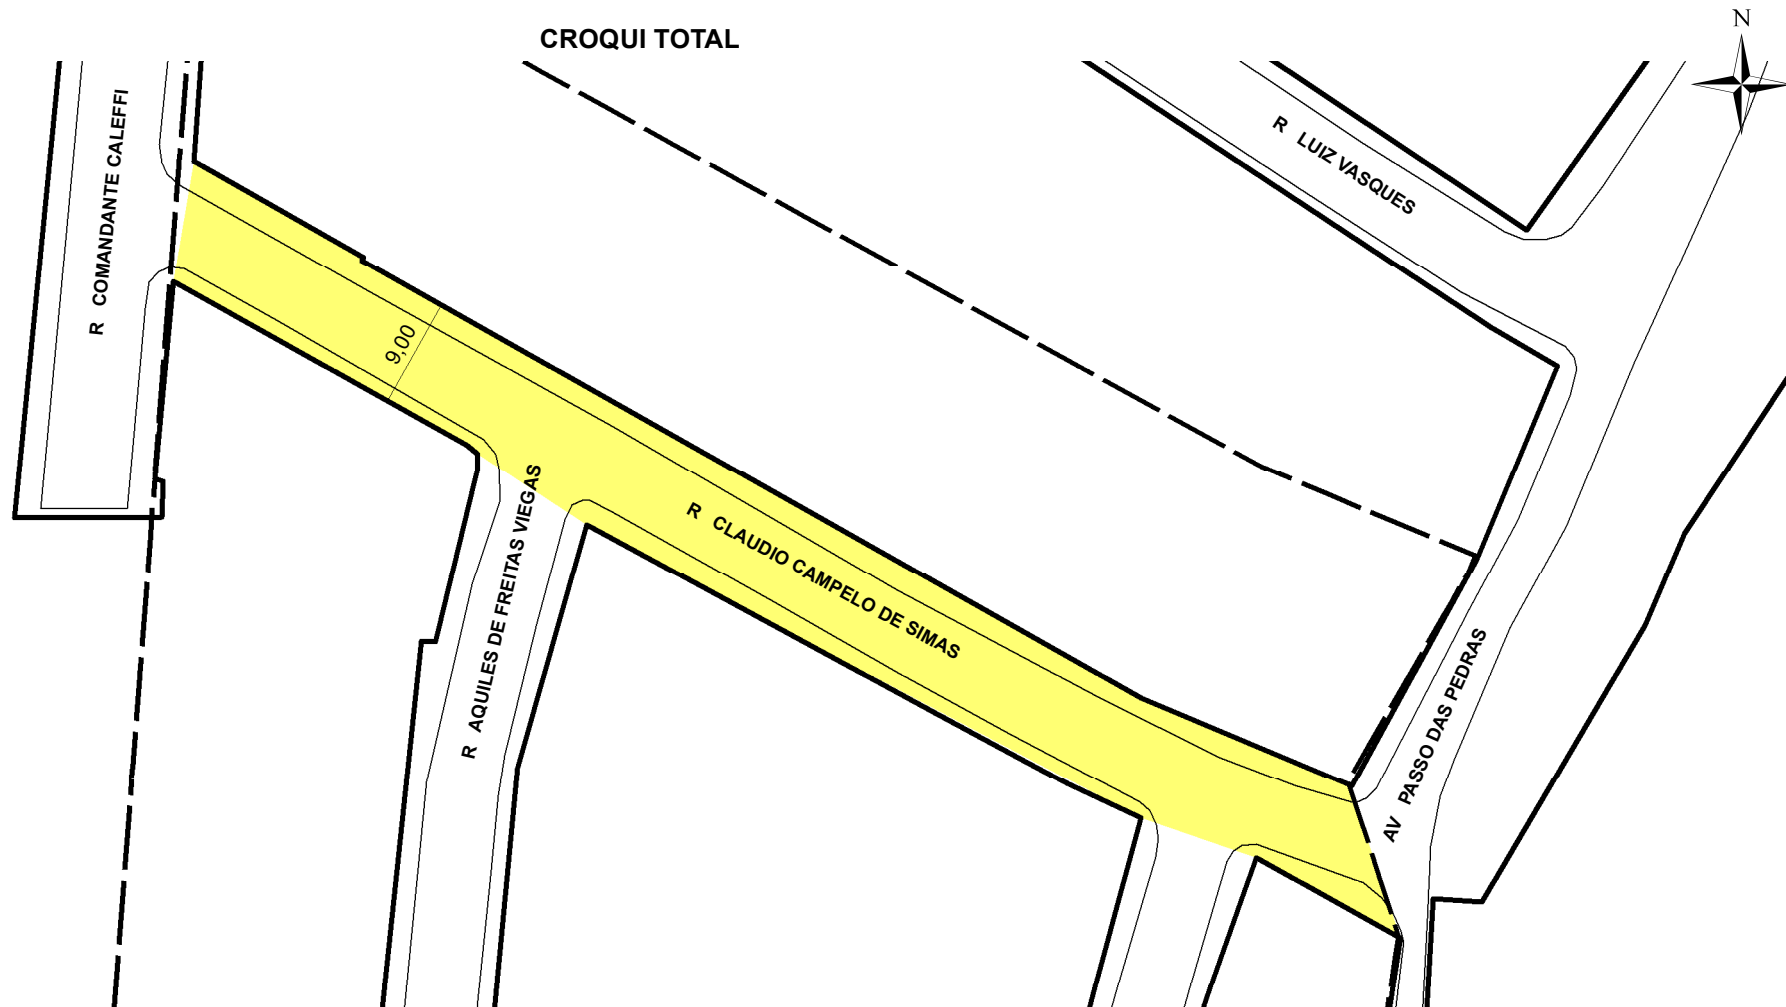 CROQUI TOTAL
N
R COMANDANTE CALEFFI
R LUIZ VASQUES
9,00
R AQUILES DE FREITAS VIEGAS
R CLAUDIO CAMPELO DE SIMAS
AV PASSO DAS PEDRAS